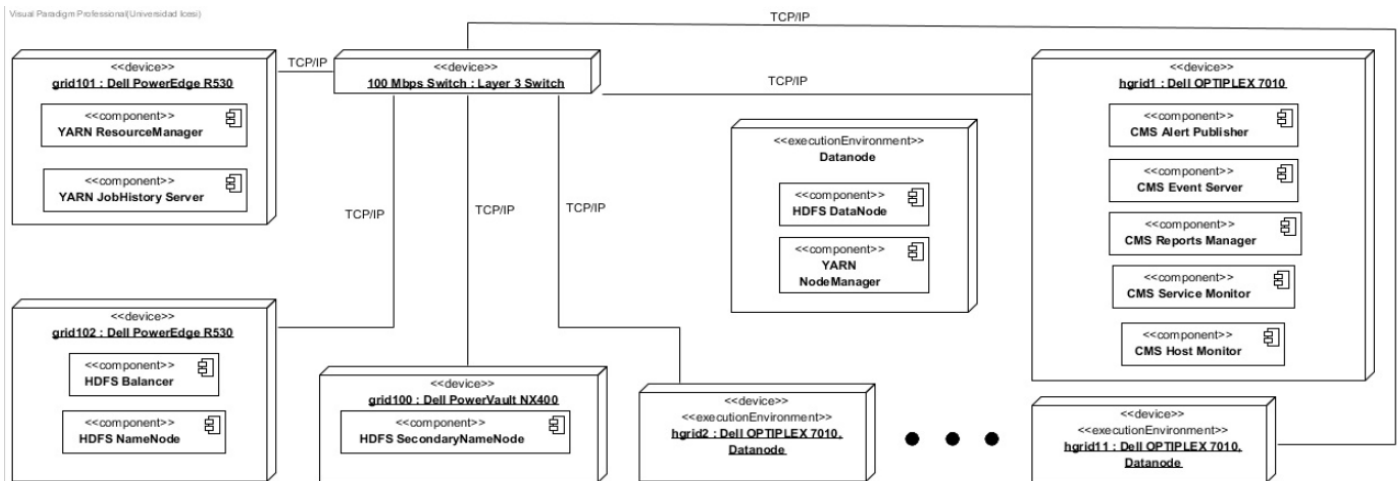 Visual Paradigm Professional(Universidad Icesi)
TCP/IP
<<device>>
grid101 : Dell PowerEdge R530
<<component>>
YARN ResourceManager
<<component>>
YARN JobHistory Server
TCP/IP
<<device>>
100 Mbps Switch : Layer 3 Switch
TCP/IP
<<device>>
hgrid1 : Dell OPTIPLEX 7010
<<component>>
CMS Alert Publisher
<<component>>
CMS Event Server
<<component>>
CMS Reports Manager
<<component>>
CMS Service Monitor
<<component>>
CMS Host Monitor
<<executionEnvironment>>
Datanode
<<component>>
HDFS DataNode
<<component>>
YARN
NodeManager
TCP/IP
TCP/IP
TCP/IP
<<device>>
grid102 : Dell PowerEdge R530
<<component>>
HDFS Balancer
<<component>>
HDFS NameNode
<<device>>
grid100 : Dell PowerVault NX400
<<component>>
HDFS SecondaryNameNode
<<device>>
<<executionEnvironment>>
hgrid2 : Dell OPTIPLEX 7010,
Datanode
<<device>>
<<executionEnvironment>>
hgrid11 : Dell OPTIPLEX 7010,
Datanode